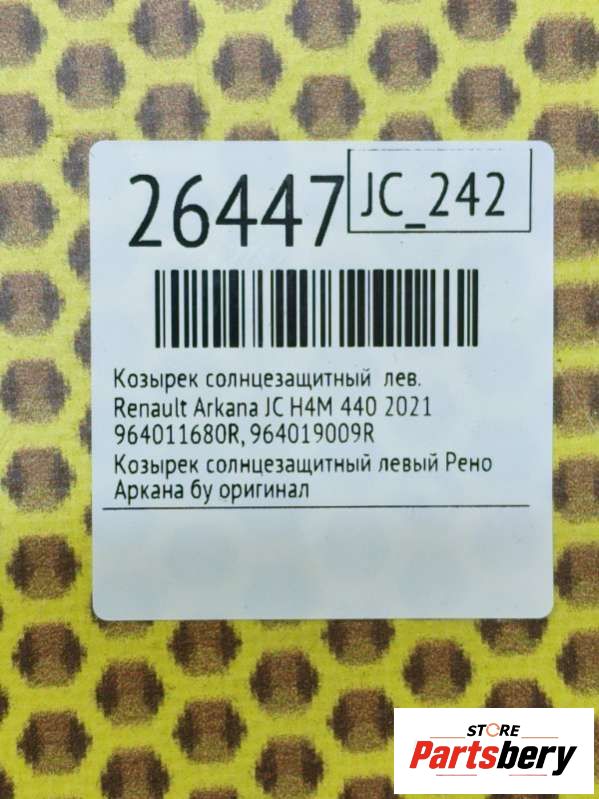 26447
JC_242
Козырек солнцезащитный лев.
Renault Arkana JC H4M 440 2021
964011680R, 964019009R
Козырек солнцезащитный левый Рено
Аркана бу оригинал
STORE
Partsbery